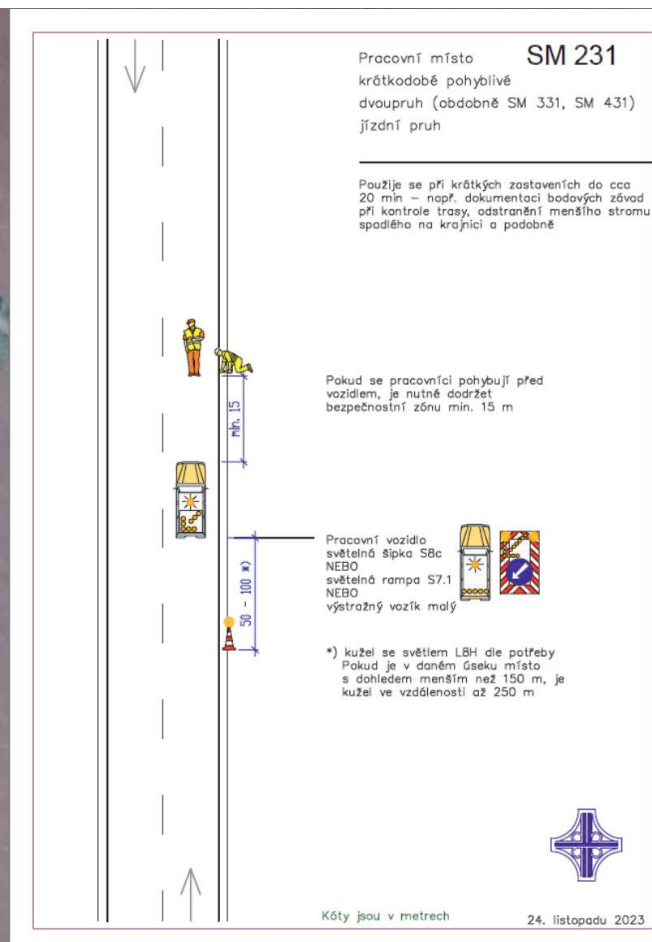 Pracovní místo SM 231
krátkodobé pohyblivé
dvoupruh (obdobně SM 331, SM 431)
jízdní pruh
Použije se při krátkých zastaveních do cca
20 min – např. dokumentaci bodových závad
při kontrole trasy, odstranění menšího stromu
spadlého na krajnici a podobně
min. 15
Pokud se pracovníci pohybují před
vozidlem, je nutné dodržet
bezpečnostní zónu min. 15 m
50 - 100 *)
Pracovní vozidlo
světelná šipka S8c
NEBO
světelná rampa S7.1
NEBO
výstražný vozík malý
*) kužel se světlem L8H dle potřeby
Pokud je v daném úseku místo
s dohledem menším než 150 m, je
kužel ve vzdálenosti až 250 m
Kóty jsou v metrech
24. listopadu 2023